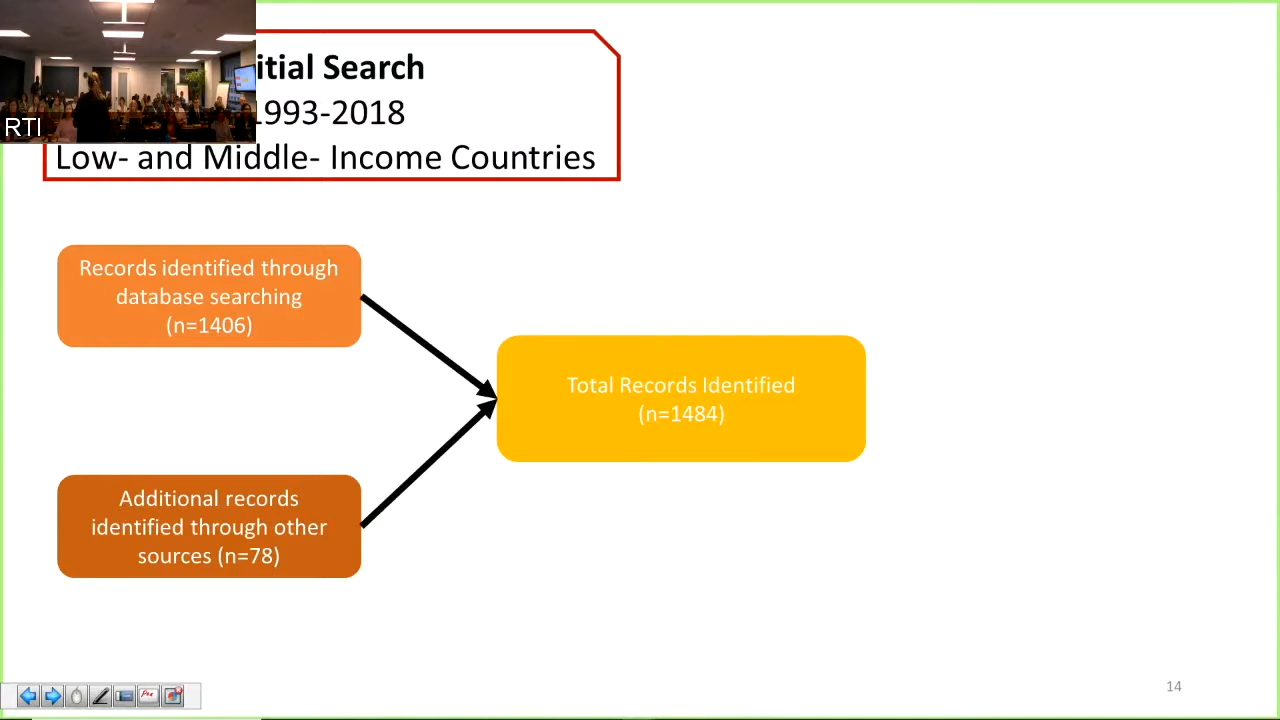 itial Search
1993-2018
RTI
Low- and Middle- Income Countries
Records identified through
database searching
(n=1406)
Total Records Identified
(n=1484)
Additional records
identified through other
sources (n=78)
14